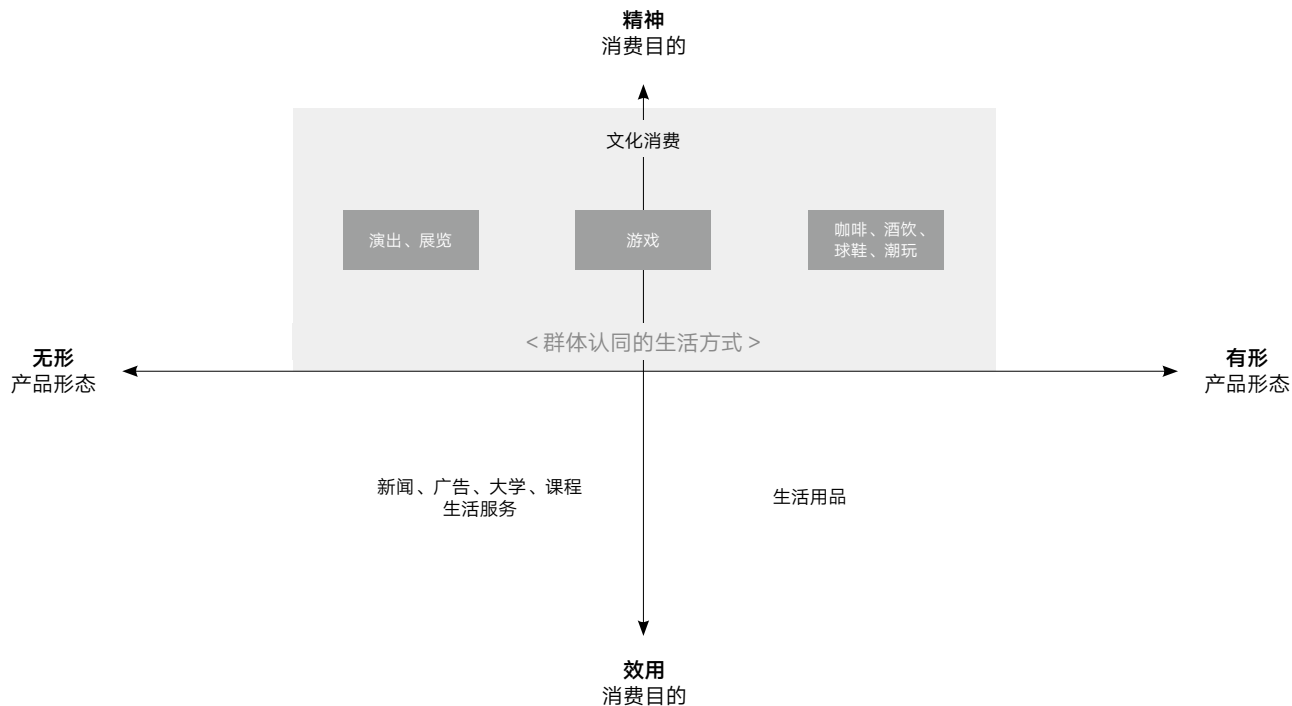 精神
消费目的
文化消费
演出、展览
游戏
咖啡、酒饮、
球鞋、潮玩
<群体认同的生活方式>
无形
产品形态
有形
产品形态
新闻、广告、大学、课程
生活服务
生活用品
效用
消费目的